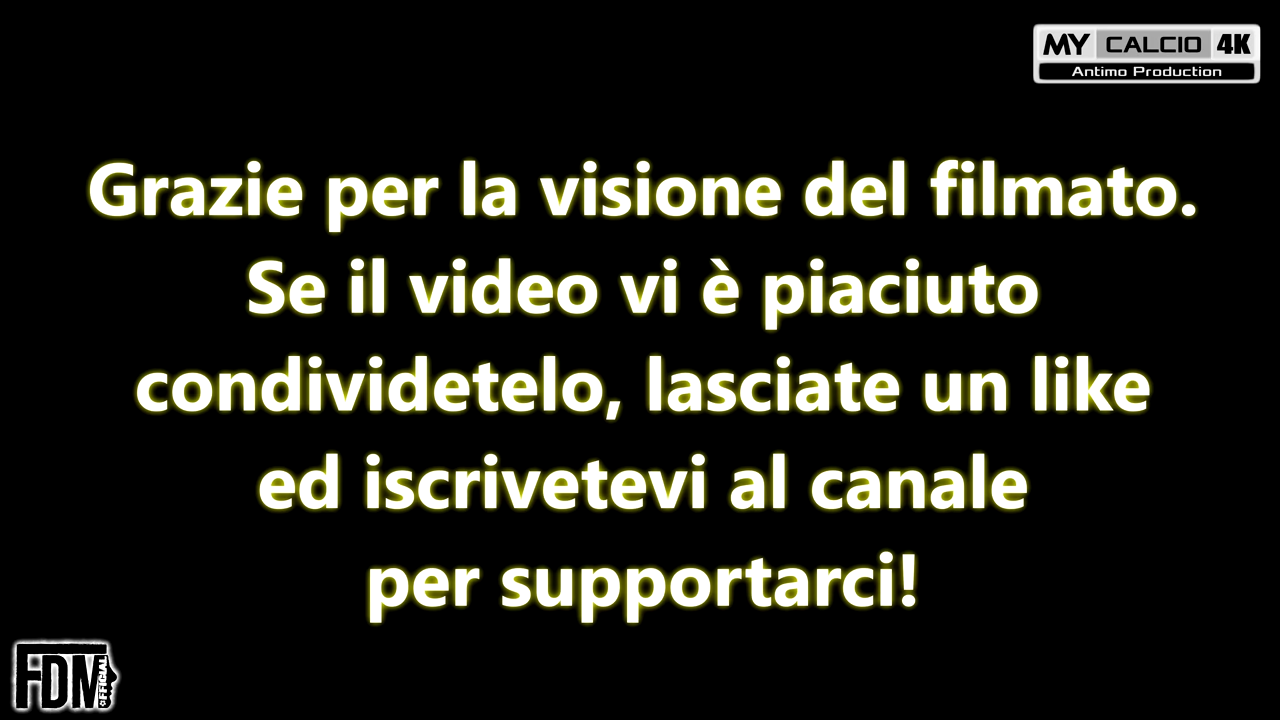 MY CALCIO 4K
Antimo Production
Grazie per la visione del filmato.
Se il video vi è piaciuto
condividetelo, lasciate un like
ed iscrivetevi al canale
per supportarci!
FDM
OFFICIAL